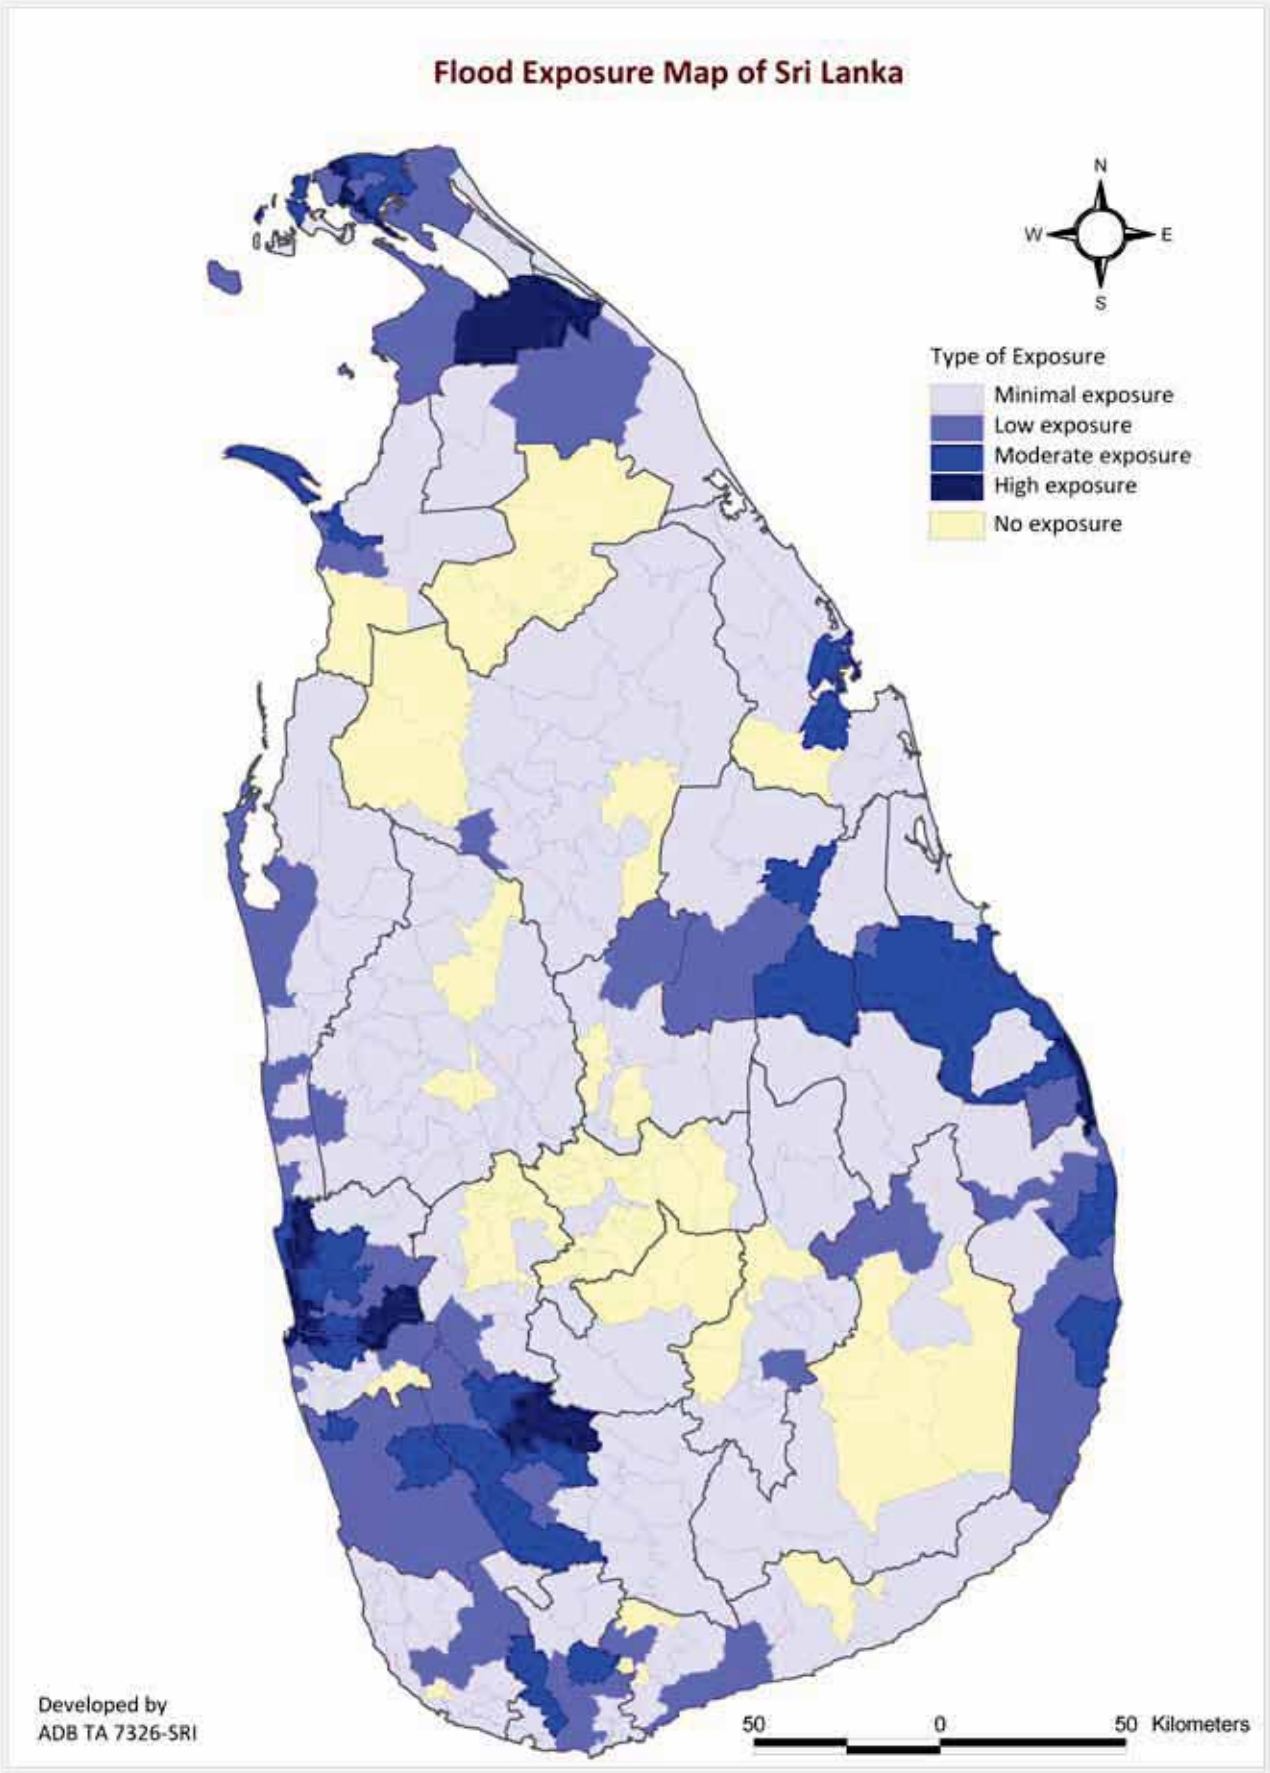 Flood Exposure Map of Sri Lanka
N
W E
S
Type of Exposure
Minimal exposure
Low exposure
Moderate exposure
High exposure
No exposure
Developed by
ADB TA 7326-SRI
50 0 50 Kilometers